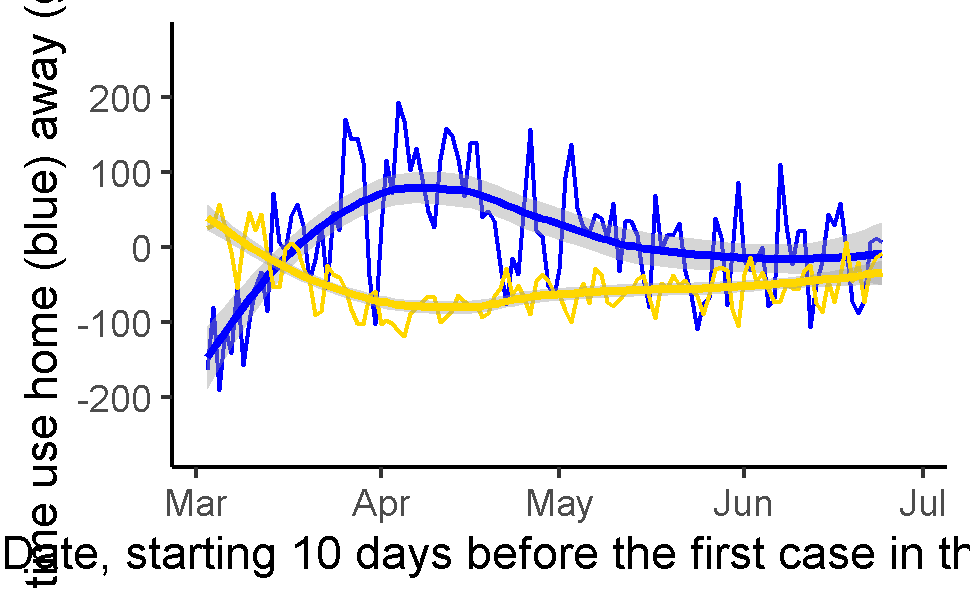 time use home (blue) away (
200
100
0
-100
-200
Mar Apr May Jun Jul
Date, starting 10 days before the first case in th